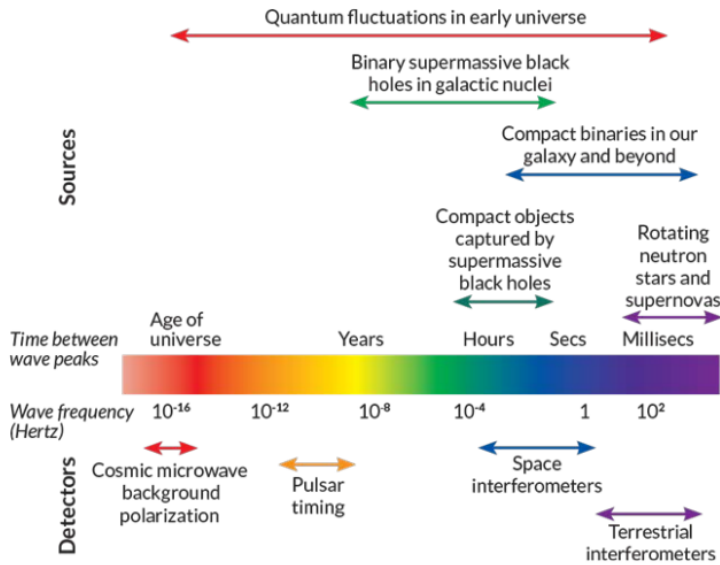 Quantum fluctuations in early universe
Binary supermassive black
holes in galactic nuclei
Compact binaries in our
galaxy and beyond
Compact objects
captured by
supermassive
black holes
Rotating
neutron
stars and
supernovas
Sources
Time between
wave peaks
Age of
universe
Years
Hours
Secs
Millisecs
Wave frequency
(Hertz)
10⁻¹⁶
10⁻¹²
10⁻⁸
10⁻⁴
1
10²
Detectors
Cosmic microwave
background
polarization
Pulsar
timing
Space
interferometers
Terrestrial
interferometers